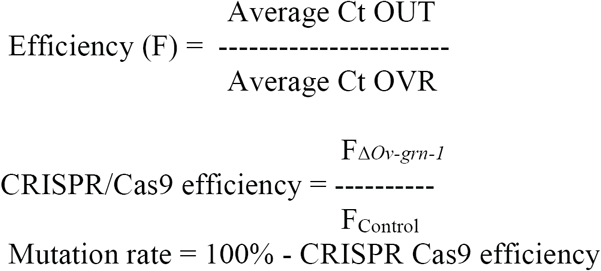 Average Ct OUT
Efficiency (F) = -----------------------
Average Ct OVR
FΔOv-grn-1
CRISPR/Cas9 efficiency = ----------
FControl
Mutation rate = 100% - CRISPR Cas9 efficiency